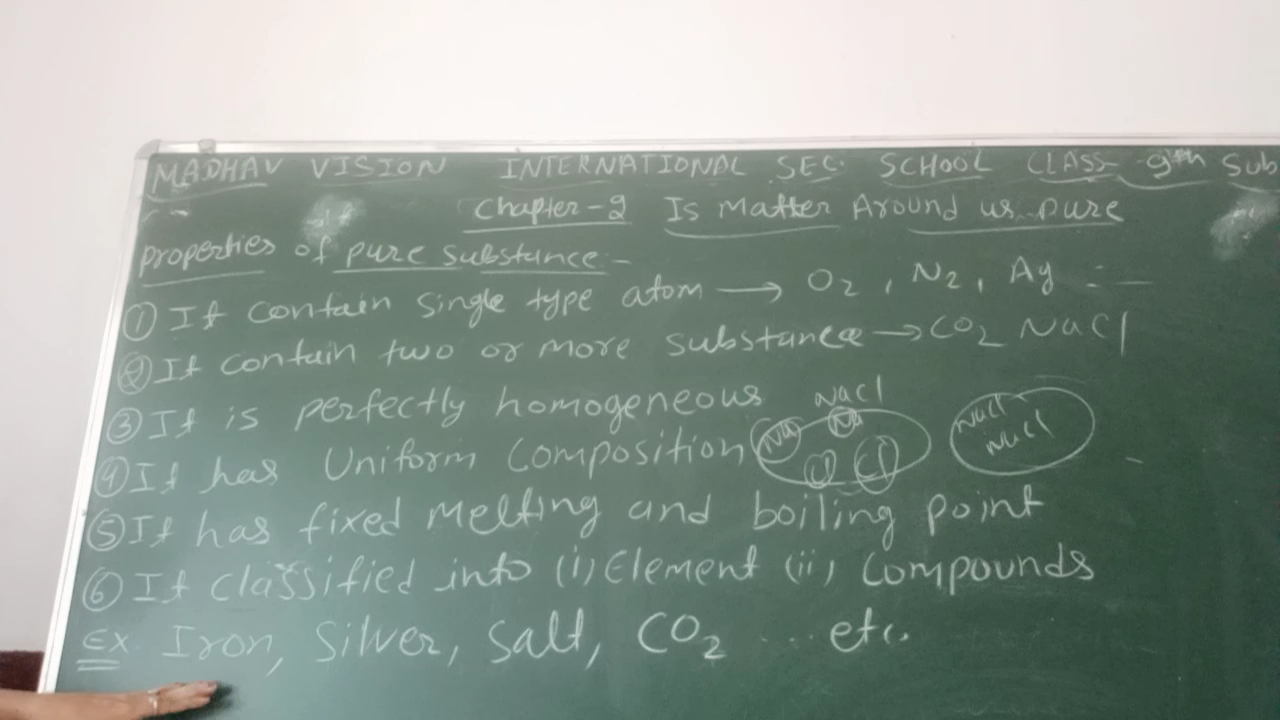 MADHAV VISION INTERNATIONAL SEC. SCHOOL CLASS 9th Sub
Chapter-2 Is Matter Around us pure
properties of pure substance:-
① It contain single type atom → O2, N2, Ag
② It contain two or more substance → CO2 NaCl
③ It is perfectly homogeneous NaCl
④ It has Uniform Composition Na Na Cl Cl NaCl NaCl
⑤ It has fixed Melting and boiling point
⑥ It classified into (i) Element (ii) Compounds
Ex. Iron, Silver, Salt, CO2 ... etc.